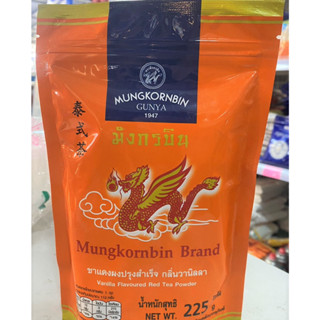 MUNGKORNBIN
GUNYA
1947
泰式茶
มังกรบิน
Mungkornbin Brand
ชาแดงผงปรุงสำเร็จ กลิ่นวานิลลา
Vanilla Flavoured Red Tea Powder
น้ำหนักสุทธิ
NET WT.
225